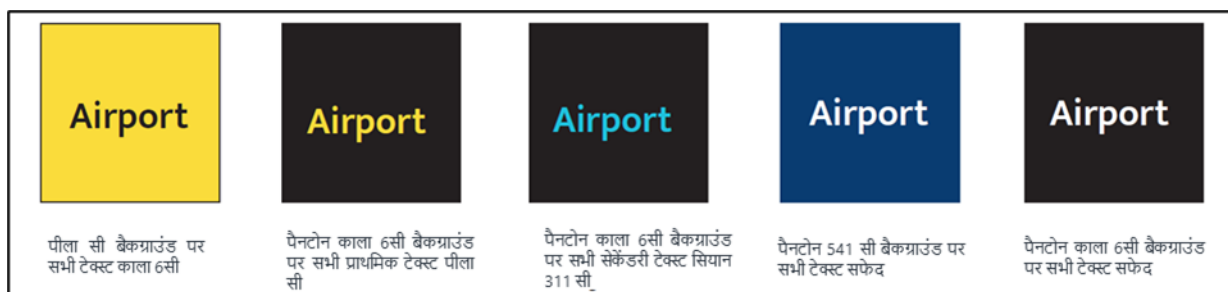 Airport
Airport
Airport
Airport
Airport
पीला सी बैकग्राउंड पर
सभी टेक्स्ट काला 6सी
पैनटोन काला 6सी बैकग्राउंड
पर सभी प्राथमिक टेक्स्ट पीला
सी
पैनटोन काला 6सी बैकग्राउंड
पर सभी सेकेंडरी टेक्स्ट सियान
311 सी
पैनटोन 541 सी बैकग्राउंड पर
सभी टेक्स्ट सफेद
पैनटोन काला 6सी बैकग्राउंड
पर सभी टेक्स्ट सफेद